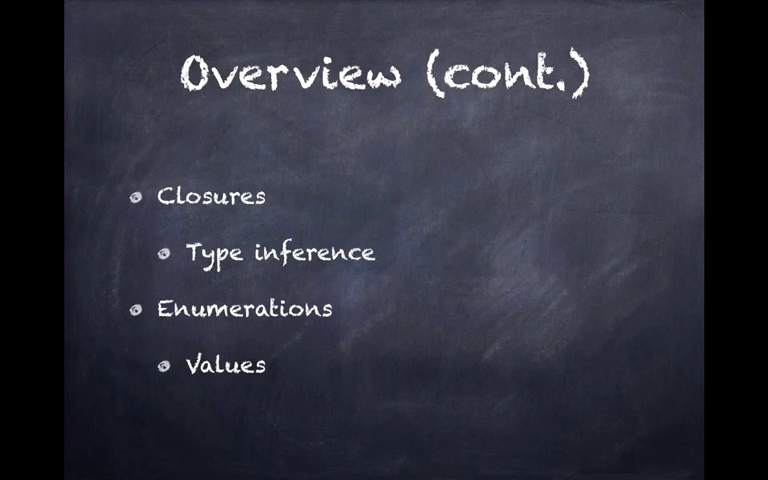 Overview (cont.)
Closures
Type inference
Enumerations
Values